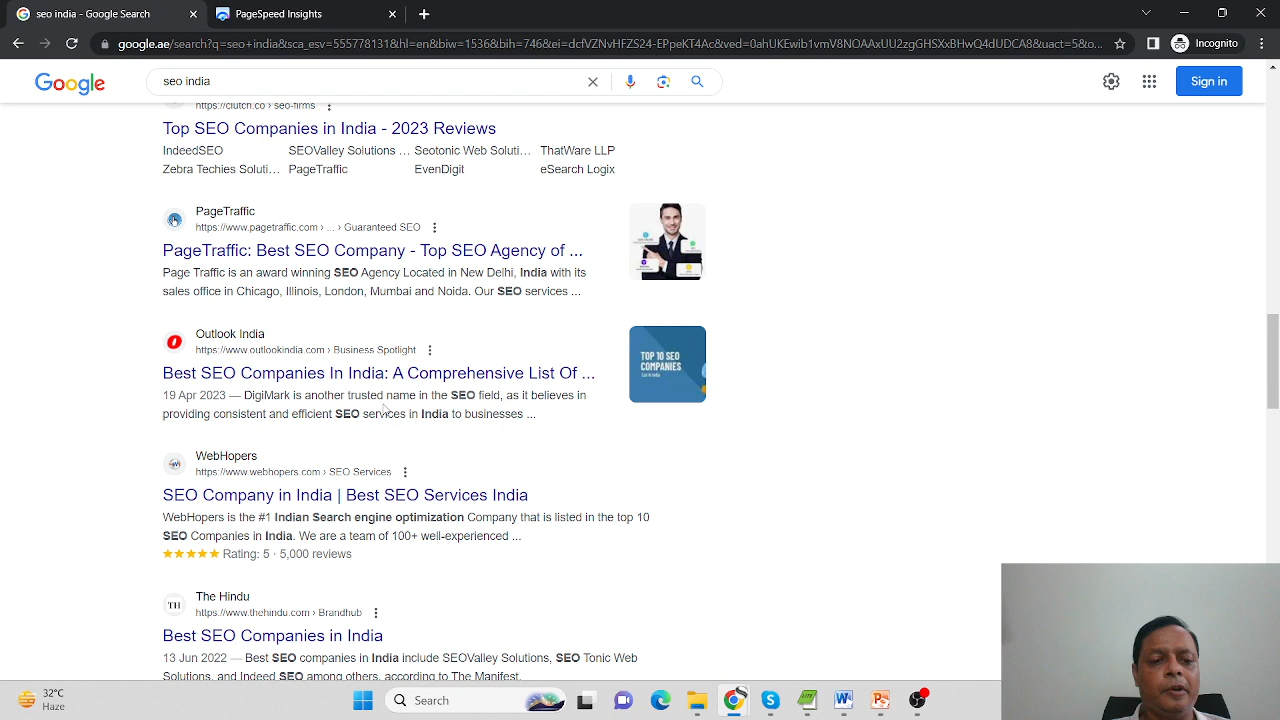 seo india - Google Search
PageSpeed Insights
google.ae/search?q=seo+india&sca_esv=555778131&hl=en&biw=1536&bih=746&ei=dcfVZNvHFZS24-EPpeKT4Ac&ved=0ahUKEwib1vmV8NOAAxUU2zgGHSXxBHwQ4dUDCA8&uact=5&o...
Incognito
Google
seo india
Sign in
https://clutch.co › seo-firms
Top SEO Companies in India - 2023 Reviews
IndeedSEO SEOValley Solutions ... Seotonic Web Soluti... ThatWare LLP
Zebra Techies Soluti... PageTraffic EvenDigit eSearch Logix
PageTraffic
https://www.pagetraffic.com › ... › Guaranteed SEO
PageTraffic: Best SEO Company - Top SEO Agency of ...
Page Traffic is an award winning SEO Agency Located in New Delhi, India with its
sales office in Chicago, Illinois, London, Mumbai and Noida. Our SEO services ...
Outlook India
https://www.outlookindia.com › Business Spotlight
Best SEO Companies In India: A Comprehensive List Of ...
19 Apr 2023 — DigiMark is another trusted name in the SEO field, as it believes in
providing consistent and efficient SEO services in India to businesses ...
TOP 10 SEO
COMPANIES
WebHopers
https://www.webhopers.com › SEO Services
SEO Company in India | Best SEO Services India
WebHopers is the #1 Indian Search engine optimization Company that is listed in the top 10
SEO Companies in India. We are a team of 100+ well-experienced ...
Rating: 5 · 5,000 reviews
TH
The Hindu
https://www.thehindu.com › Brandhub
Best SEO Companies in India
13 Jun 2022 — Best SEO companies in India include SEOValley Solutions, SEO Tonic Web
Solutions, and Indeed SEO among others, according to The Manifest.
32°C
Haze
Search